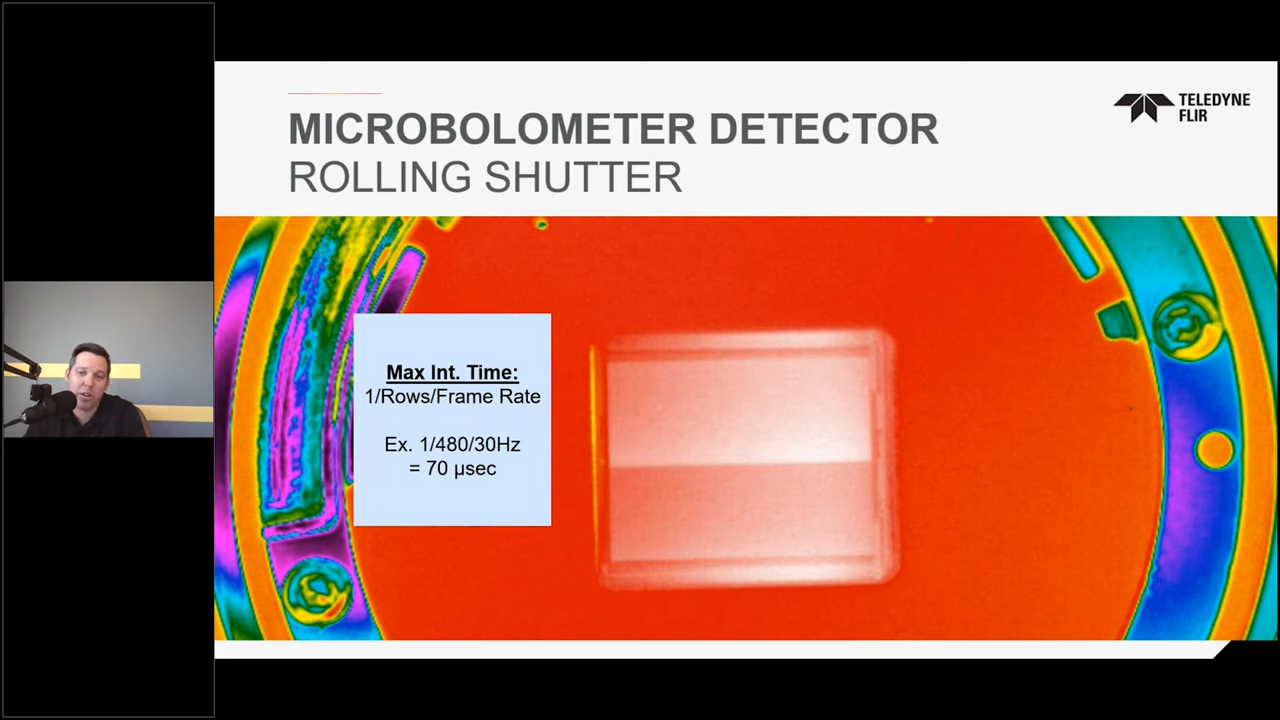 MICROBOLOMETER DETECTOR
ROLLING SHUTTER
TELEDYNE
FLIR
Max Int. Time:
1/Rows/Frame Rate
Ex. 1/480/30Hz
= 70 µsec